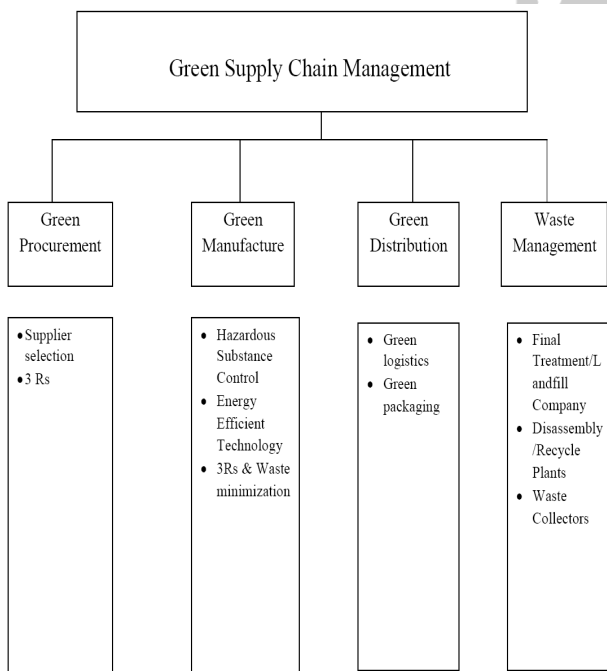 Green Supply Chain Management
Green
Procurement
Green
Manufacture
Green
Distribution
Waste
Management
• Supplier
selection
• 3 Rs
• Hazardous
Substance
Control
• Energy
Efficient
Technology
• 3Rs & Waste
minimization
• Green
logistics
• Green
packaging
• Final
Treatment/L
andfill
Company
• Disassembly
/Recycle
Plants
• Waste
Collectors